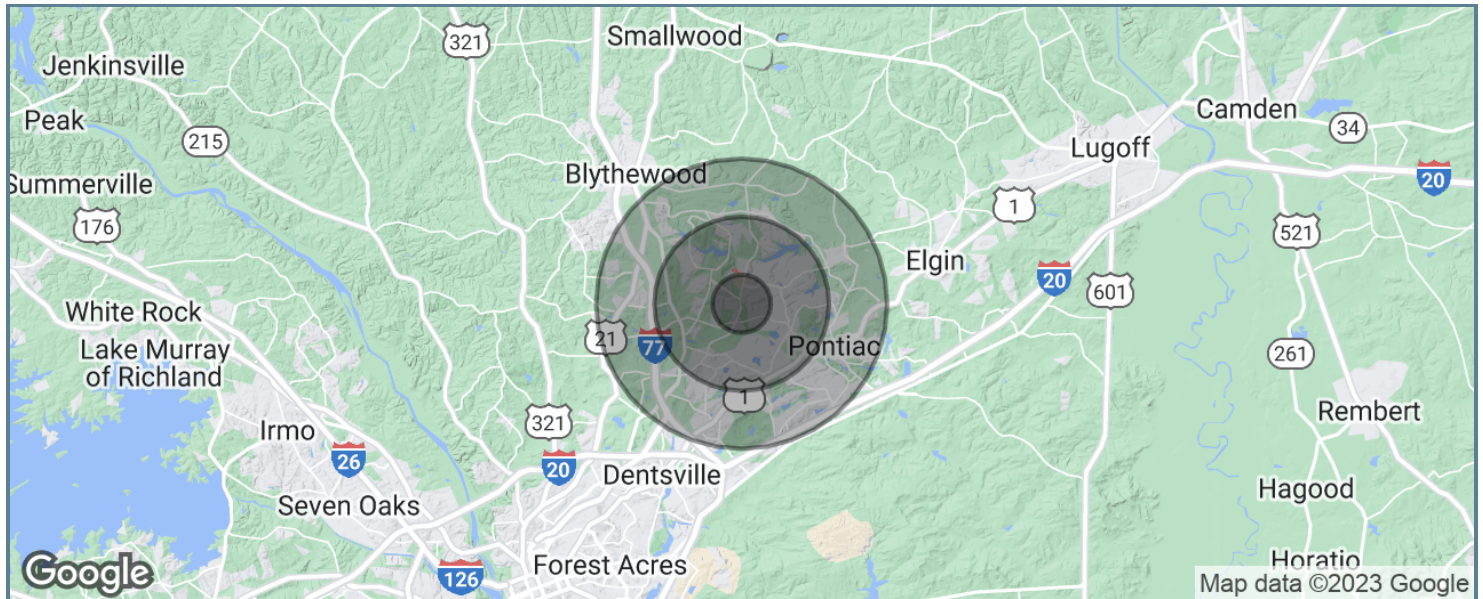 321
Smallwood
Jenkinsville
Camden
Peak
34
215
Lugoff
Blythewood
20
Summerville
1
176
521
Elgin
20
601
White Rock
21
77
Pontiac
261
Lake Murray
of Richland
1
Rembert
321
Irmo
26
20
Dentsville
Hagood
Seven Oaks
Forest Acres
Horatio
126
Google
Map data ©2023 Google